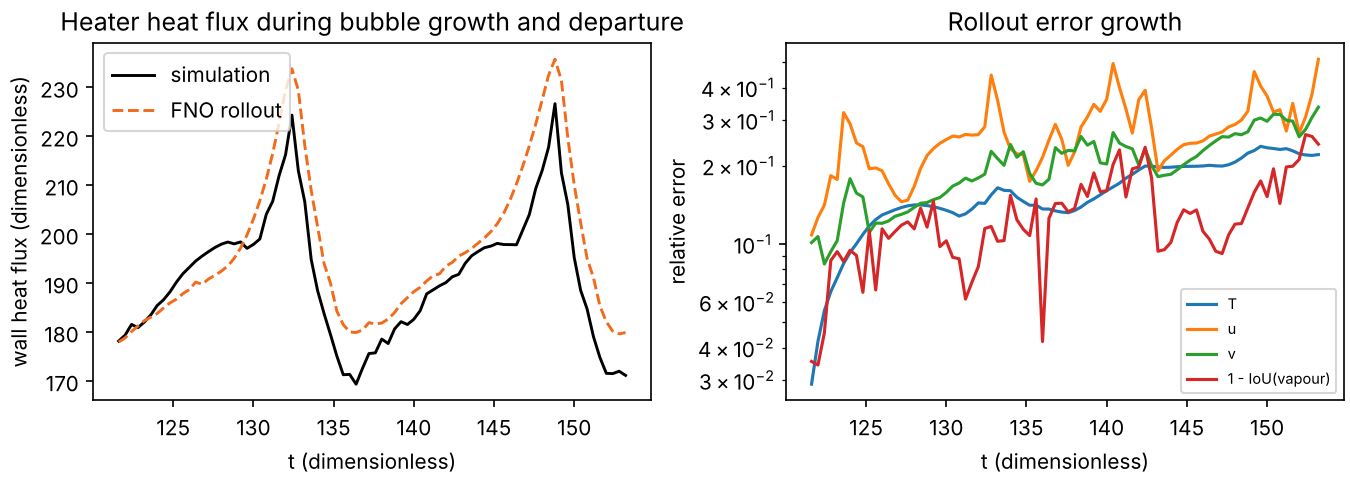 Heater heat flux during bubble growth and departure
wall heat flux (dimensionless)
230
220
210
200
190
180
170
simulation
FNO rollout
125 130 135 140 145 150
t (dimensionless)
Rollout error growth
relative error
4 × 10⁻¹
3 × 10⁻¹
2 × 10⁻¹
10⁻¹
6 × 10⁻²
4 × 10⁻²
3 × 10⁻²
T
u
v
1 - IoU(vapour)
125 130 135 140 145 150
t (dimensionless)